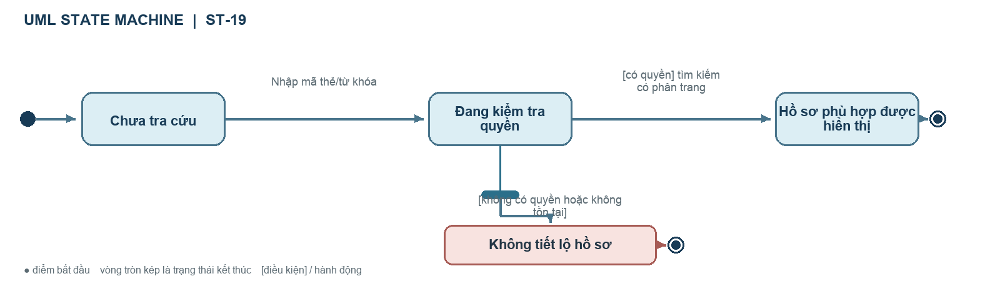 UML STATE MACHINE | ST-19
Nhập mã thẻ/từ khóa
[có quyền] tìm kiếm
có phân trang
Chưa tra cứu
Đang kiểm tra
quyền
Hồ sơ phù hợp được
hiển thị
[không có quyền hoặc không
tồn tại]
Không tiết lộ hồ sơ
● điểm bắt đầu vòng tròn kép là trạng thái kết thúc [điều kiện] / hành động